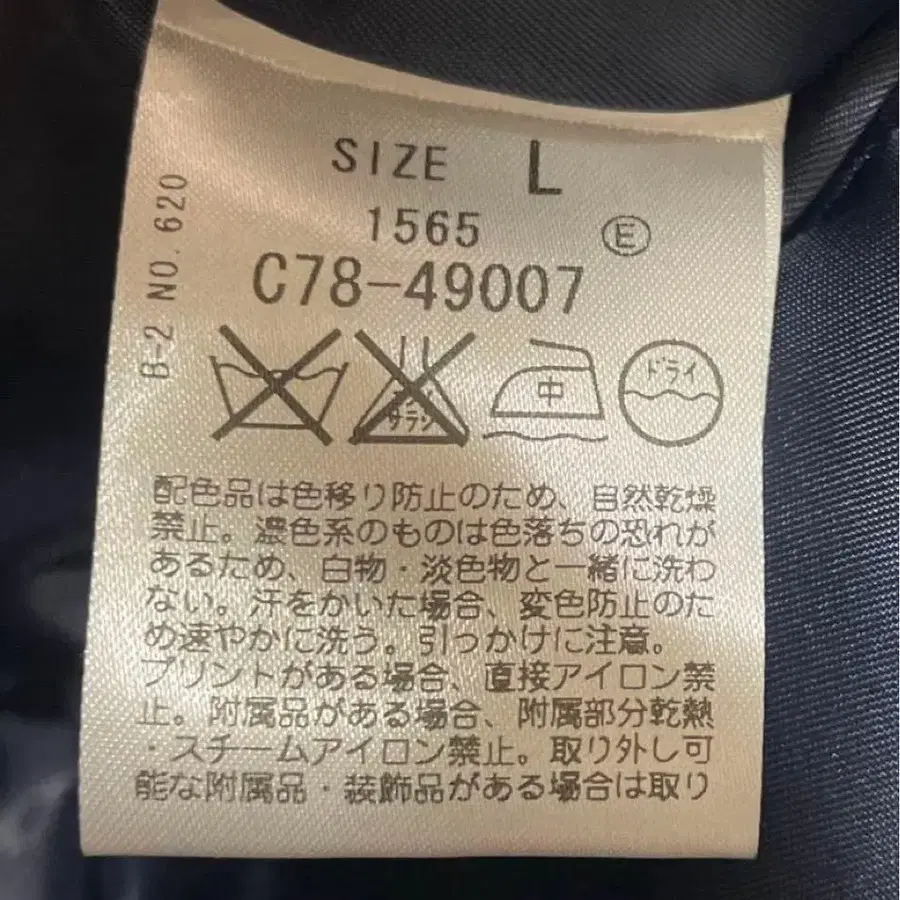 SIZE L
1565 E
C78-49007
B-2 NO.620
エンソ
サラシ
中
ドライ
配色品は色移り防止のため、自然乾燥
禁止。濃色系のものは色落ちの恐れが
あるため、白物・淡色物と一緒に洗わ
ない。汗をかいた場合、変色防止のた
め速やかに洗う。引っかけに注意。
プリントがある場合、直接アイロン禁
止。附属品がある場合、附属部分乾熱
・スチームアイロン禁止。取り外し可
能な附属品・装飾品がある場合は取り